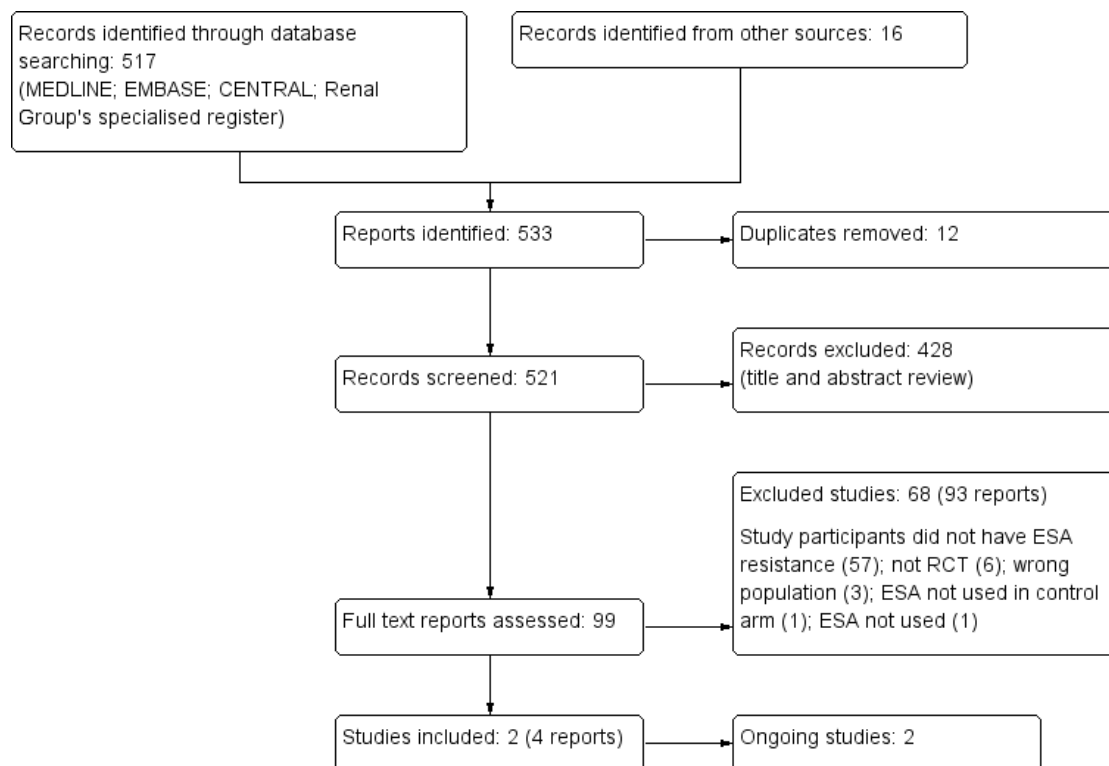 Records identified through database
searching: 517
(MEDLINE; EMBASE; CENTRAL; Renal
Group's specialised register)
Records identified from other sources: 16
Reports identified: 533
Duplicates removed: 12
Records screened: 521
Records excluded: 428
(title and abstract review)
Excluded studies: 68 (93 reports)
Study participants did not have ESA
resistance (57); not RCT (6); wrong
population (3); ESA not used in control
arm (1); ESA not used (1)
Full text reports assessed: 99
Studies included: 2 (4 reports)
Ongoing studies: 2